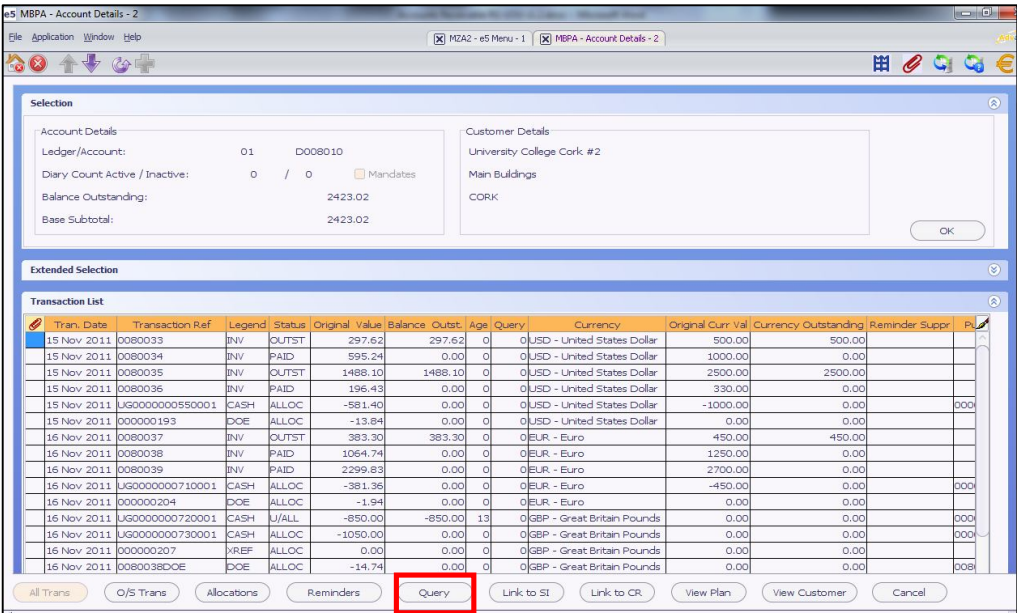 e5 MBPA - Account Details - 2
File Application Window Help
MZA2 - e5 Menu - 1 MBPA - Account Details - 2
Selection
Account Details
Customer Details
Ledger/Account: 01 D008010
University College Cork #2
Diary Count Active / Inactive: 0 / 0 Mandates
Main Buildings
Balance Outstanding: 2423.02
CORK
Base Subtotal: 2423.02
OK
Extended Selection
Transaction List
Tran. Date Transaction Ref Legend Status Original Value Balance Outst. Age Query Currency Original Curr Val Currency Outstanding Reminder Suppr
15 Nov 2011 0080033 INV OUTST 297.62 297.62 0 0 USD - United States Dollar 500.00 500.00
15 Nov 2011 0080034 INV PAID 595.24 0.00 0 0 USD - United States Dollar 1000.00 0.00
15 Nov 2011 0080035 INV OUTST 1488.10 1488.10 0 0 USD - United States Dollar 2500.00 2500.00
15 Nov 2011 0080036 INV PAID 196.43 0.00 0 0 USD - United States Dollar 330.00 0.00
15 Nov 2011 UG0000000550001 CASH ALLOC -581.40 0.00 0 0 USD - United States Dollar -1000.00 0.00 000
15 Nov 2011 000000193 DOE ALLOC -13.84 0.00 0 0 USD - United States Dollar 0.00 0.00
16 Nov 2011 0080037 INV OUTST 383.30 383.30 0 0 EUR - Euro 450.00 450.00
16 Nov 2011 0080038 INV PAID 1064.74 0.00 0 0 EUR - Euro 1250.00 0.00
16 Nov 2011 0080039 INV PAID 2299.83 0.00 0 0 EUR - Euro 2700.00 0.00
16 Nov 2011 UG0000000710001 CASH ALLOC -381.36 0.00 0 0 EUR - Euro -450.00 0.00 000
16 Nov 2011 000000204 DOE ALLOC -1.94 0.00 0 0 EUR - Euro 0.00 0.00
16 Nov 2011 UG0000000720001 CASH U/ALL -850.00 -850.00 13 0 GBP - Great Britain Pounds 0.00 0.00 000
16 Nov 2011 UG0000000730001 CASH ALLOC -1050.00 0.00 0 0 GBP - Great Britain Pounds 0.00 0.00 000
16 Nov 2011 000000207 XREF ALLOC 0.00 0.00 0 0 GBP - Great Britain Pounds 0.00 0.00
16 Nov 2011 0080038DOE DOE ALLOC -14.74 0.00 0 0 GBP - Great Britain Pounds 0.00 0.00 008
All Trans O/S Trans Allocations Reminders Query Link to SI Link to CR View Plan View Customer Cancel